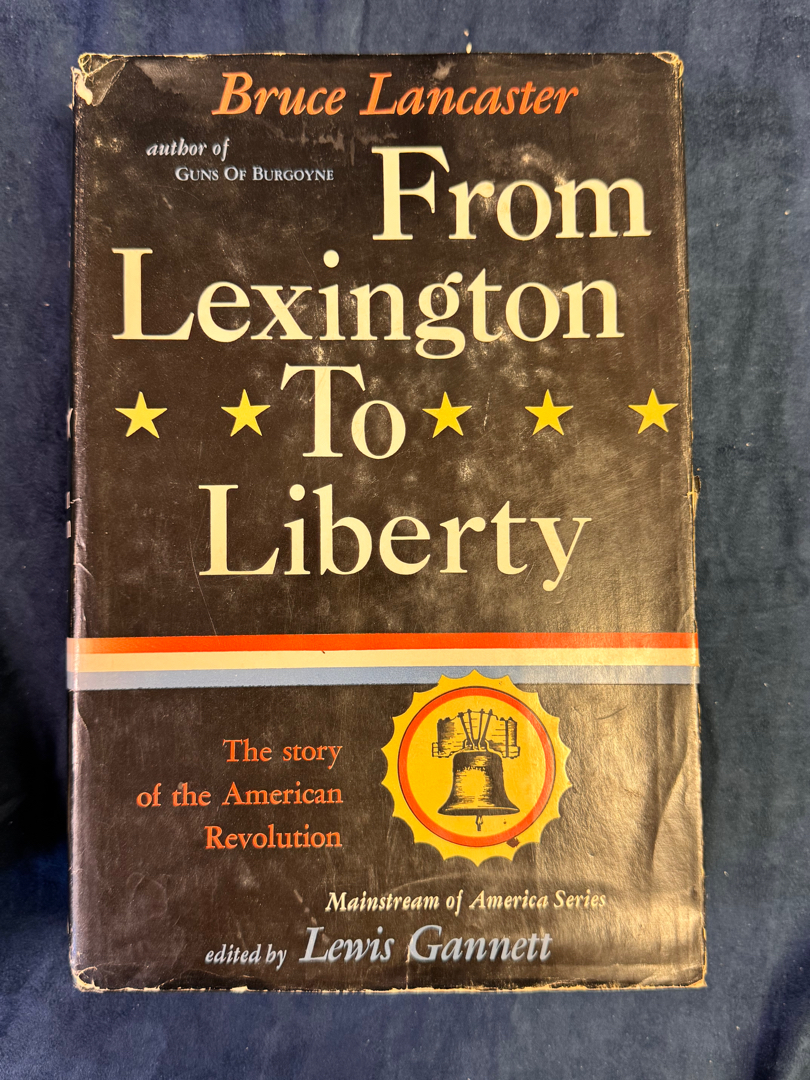 Bruce Lancaster
author of
GUNS OF BURGOYNE
From
Lexington
To
Liberty
The story
of the American
Revolution
Mainstream of America Series
edited by Lewis Gannett